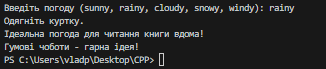 Введіть погоду (sunny, rainy, cloudy, snowy, windy): rainy
Одягніть куртку.
Ідеальна погода для читання книги вдома!
Гумові чоботи - гарна ідея!
PS C:\Users\vladp\Desktop\CPP>